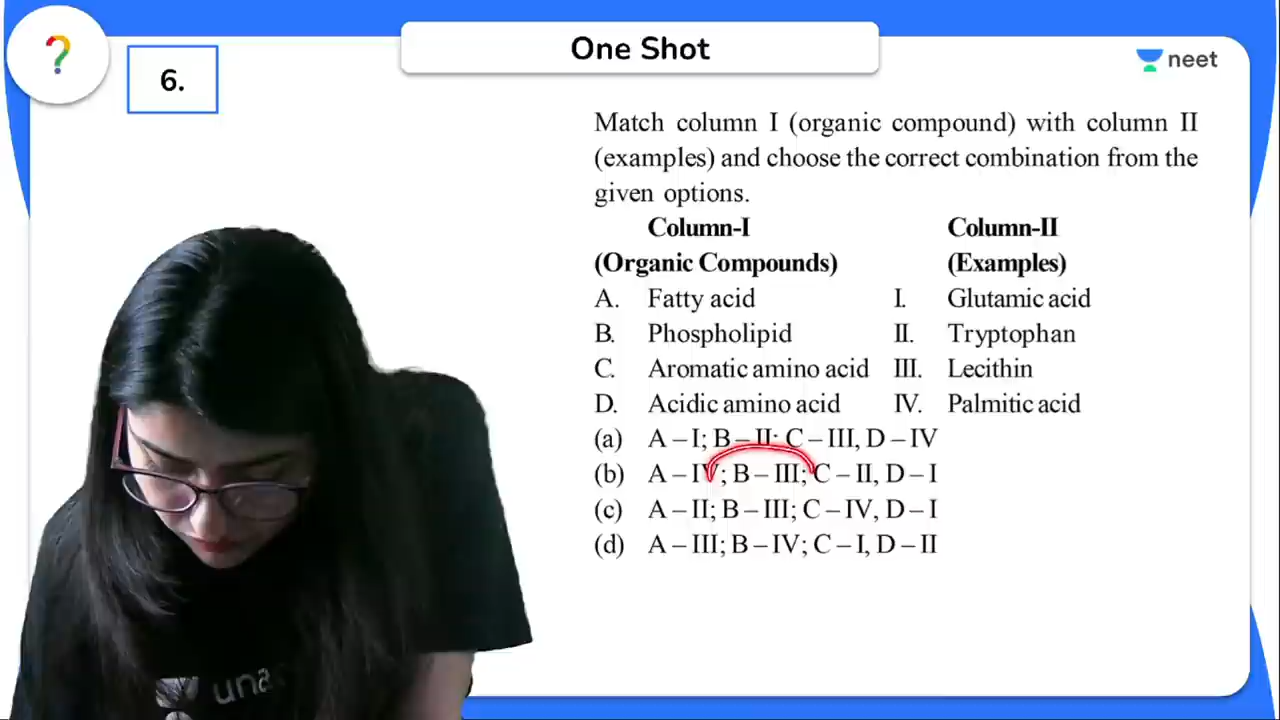 ?
6.
One Shot
neet
Match column I (organic compound) with column II
(examples) and choose the correct combination from the
given options.
Column-I Column-II
(Organic Compounds) (Examples)
A. Fatty acid I. Glutamic acid
B. Phospholipid II. Tryptophan
C. Aromatic amino acid III. Lecithin
D. Acidic amino acid IV. Palmitic acid
(a) A – I; B – II; C – III, D – IV
(b) A – IV; B – III; C – II, D – I
(c) A – II; B – III; C – IV, D – I
(d) A – III; B – IV; C – I, D – II